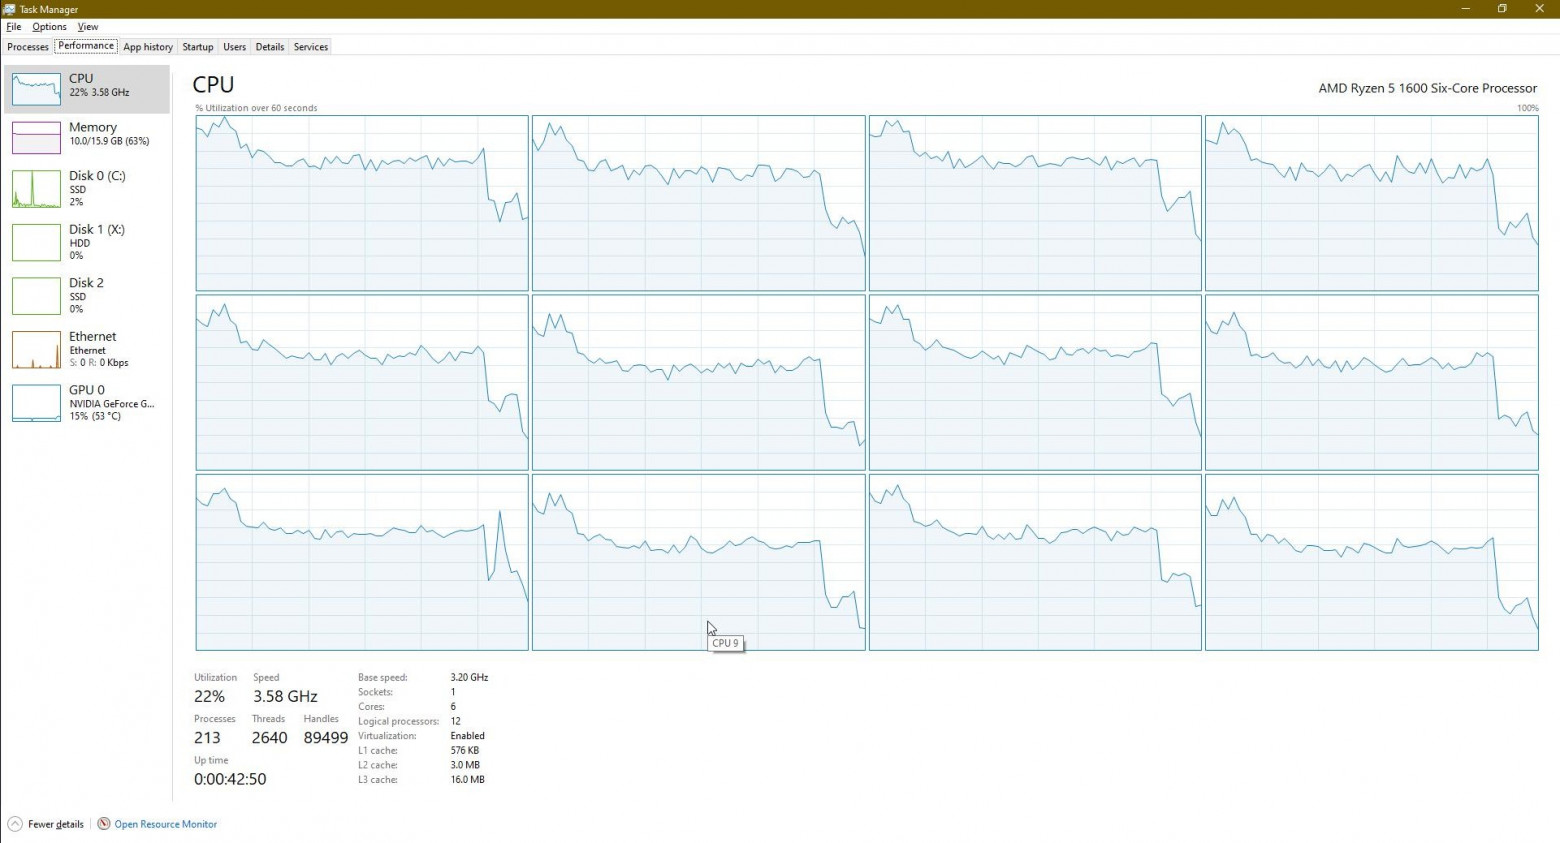 Task Manager
File Options View
Processes Performance App history Startup Users Details Services
CPU
22% 3.58 GHz
Memory
10.0/15.9 GB (63%)
Disk 0 (C:)
SSD
2%
Disk 1 (X:)
HDD
0%
Disk 2
SSD
0%
Ethernet
Ethernet
S: 0 R: 0 Kbps
GPU 0
NVIDIA GeForce G...
15% (53 °C)
CPU
AMD Ryzen 5 1600 Six-Core Processor
% Utilization over 60 seconds
100%
CPU 9
Utilization Speed
22% 3.58 GHz
Processes Threads Handles
213 2640 89499
Up time
0:00:42:50
Base speed: 3.20 GHz
Sockets: 1
Cores: 6
Logical processors: 12
Virtualization: Enabled
L1 cache: 576 KB
L2 cache: 3.0 MB
L3 cache: 16.0 MB
Fewer details
Open Resource Monitor